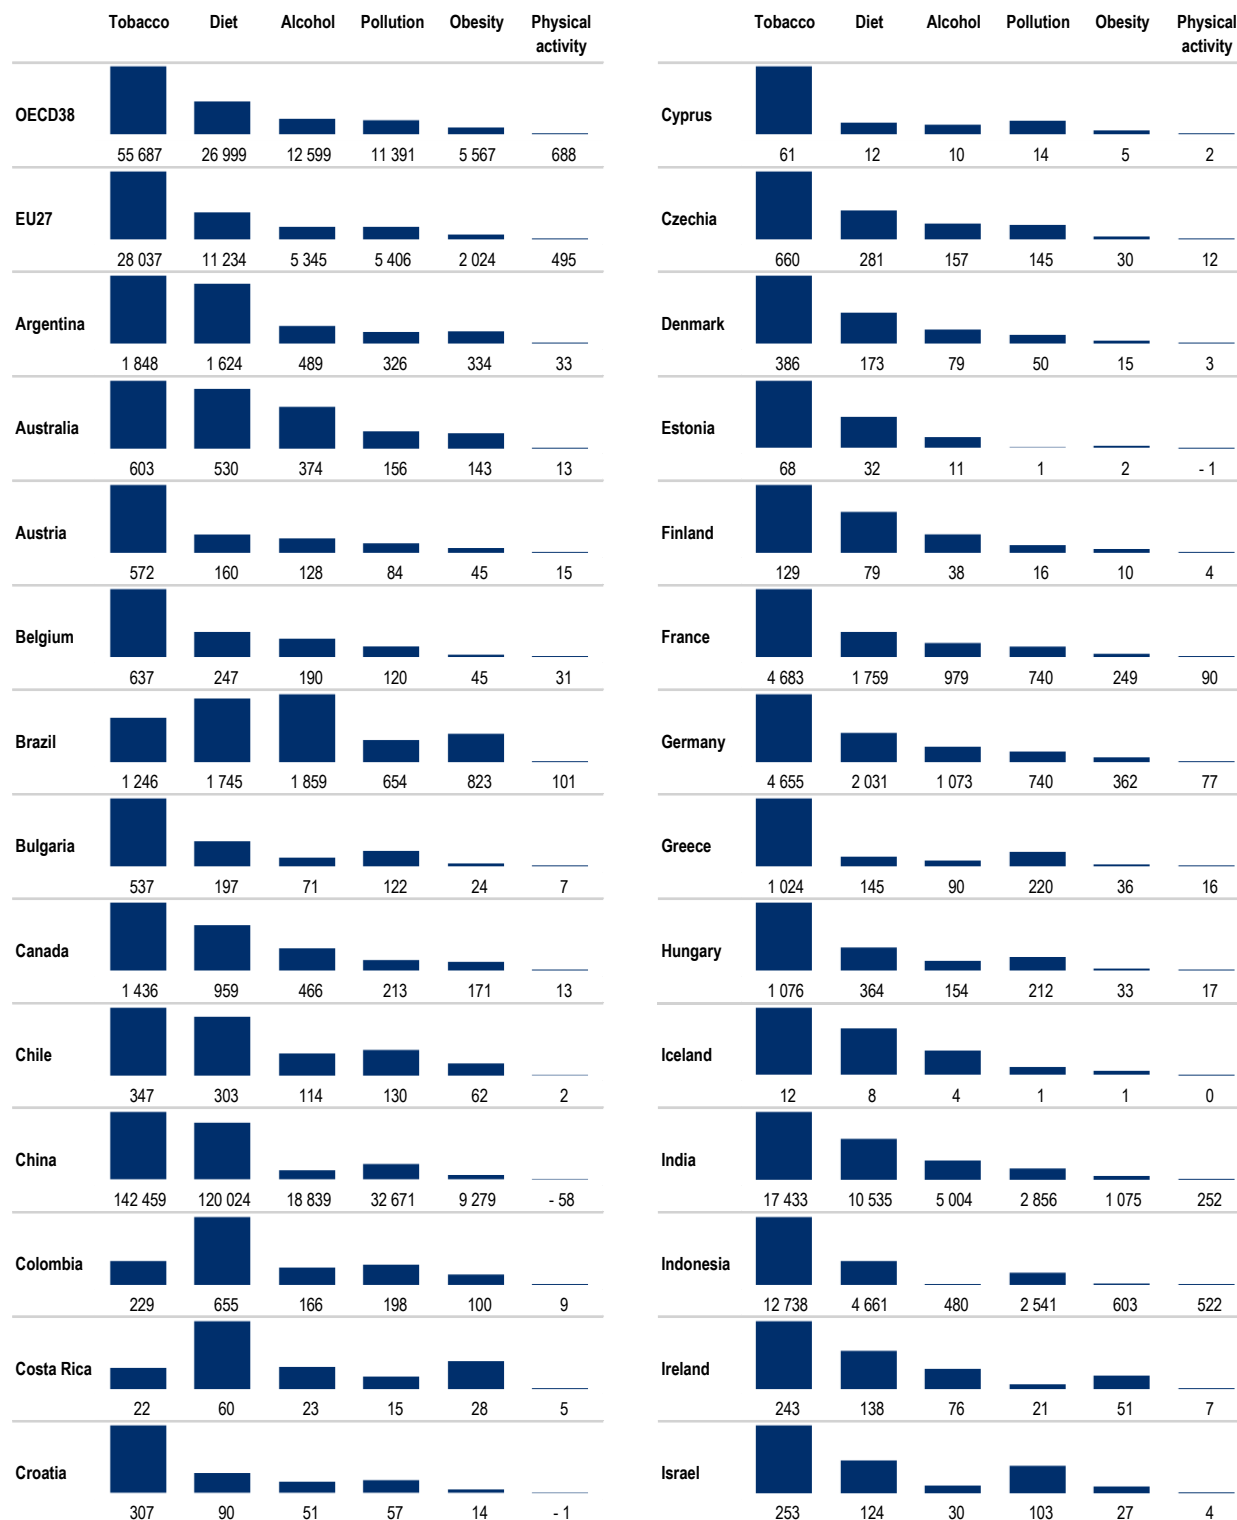 Tobacco Diet Alcohol Pollution Obesity Physical activity
OECD38
55 687 26 999 12 599 11 391 5 567 688
EU27
28 037 11 234 5 345 5 406 2 024 495
Argentina
1 848 1 624 489 326 334 33
Australia
603 530 374 156 143 13
Austria
572 160 128 84 45 15
Belgium
637 247 190 120 45 31
Brazil
1 246 1 745 1 859 654 823 101
Bulgaria
537 197 71 122 24 7
Canada
1 436 959 466 213 171 13
Chile
347 303 114 130 62 2
China
142 459 120 024 18 839 32 671 9 279 - 58
Colombia
229 655 166 198 100 9
Costa Rica
22 60 23 15 28 5
Croatia
307 90 51 57 14 - 1
Tobacco Diet Alcohol Pollution Obesity Physical activity
Cyprus
61 12 10 14 5 2
Czechia
660 281 157 145 30 12
Denmark
386 173 79 50 15 3
Estonia
68 32 11 1 2 - 1
Finland
129 79 38 16 10 4
France
4 683 1 759 979 740 249 90
Germany
4 655 2 031 1 073 740 362 77
Greece
1 024 145 90 220 36 16
Hungary
1 076 364 154 212 33 17
Iceland
12 8 4 1 1 0
India
17 433 10 535 5 004 2 856 1 075 252
Indonesia
12 738 4 661 480 2 541 603 522
Ireland
243 138 76 21 51 7
Israel
253 124 30 103 27 4